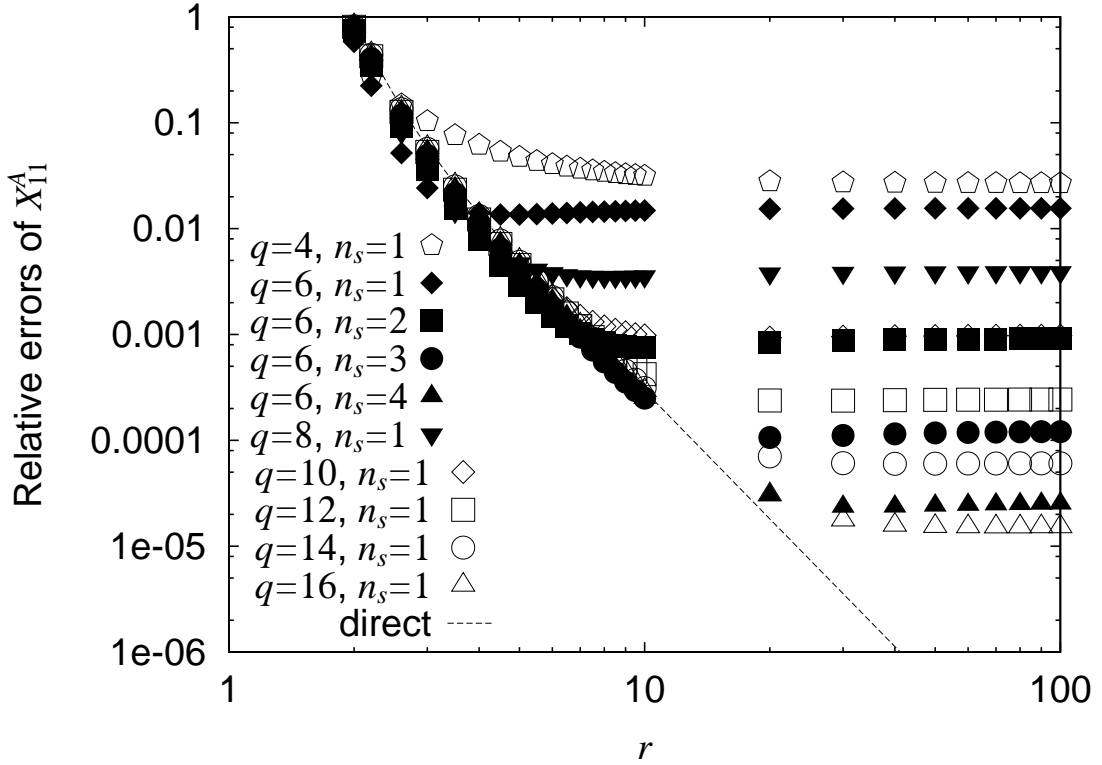 1
0.1
0.01
0.001
0.0001
1e-05
1e-06
Relative errors of X_{11}^A
q=4, n_s=1
q=6, n_s=1
q=6, n_s=2
q=6, n_s=3
q=6, n_s=4
q=8, n_s=1
q=10, n_s=1
q=12, n_s=1
q=14, n_s=1
q=16, n_s=1
direct
1 10 100
r